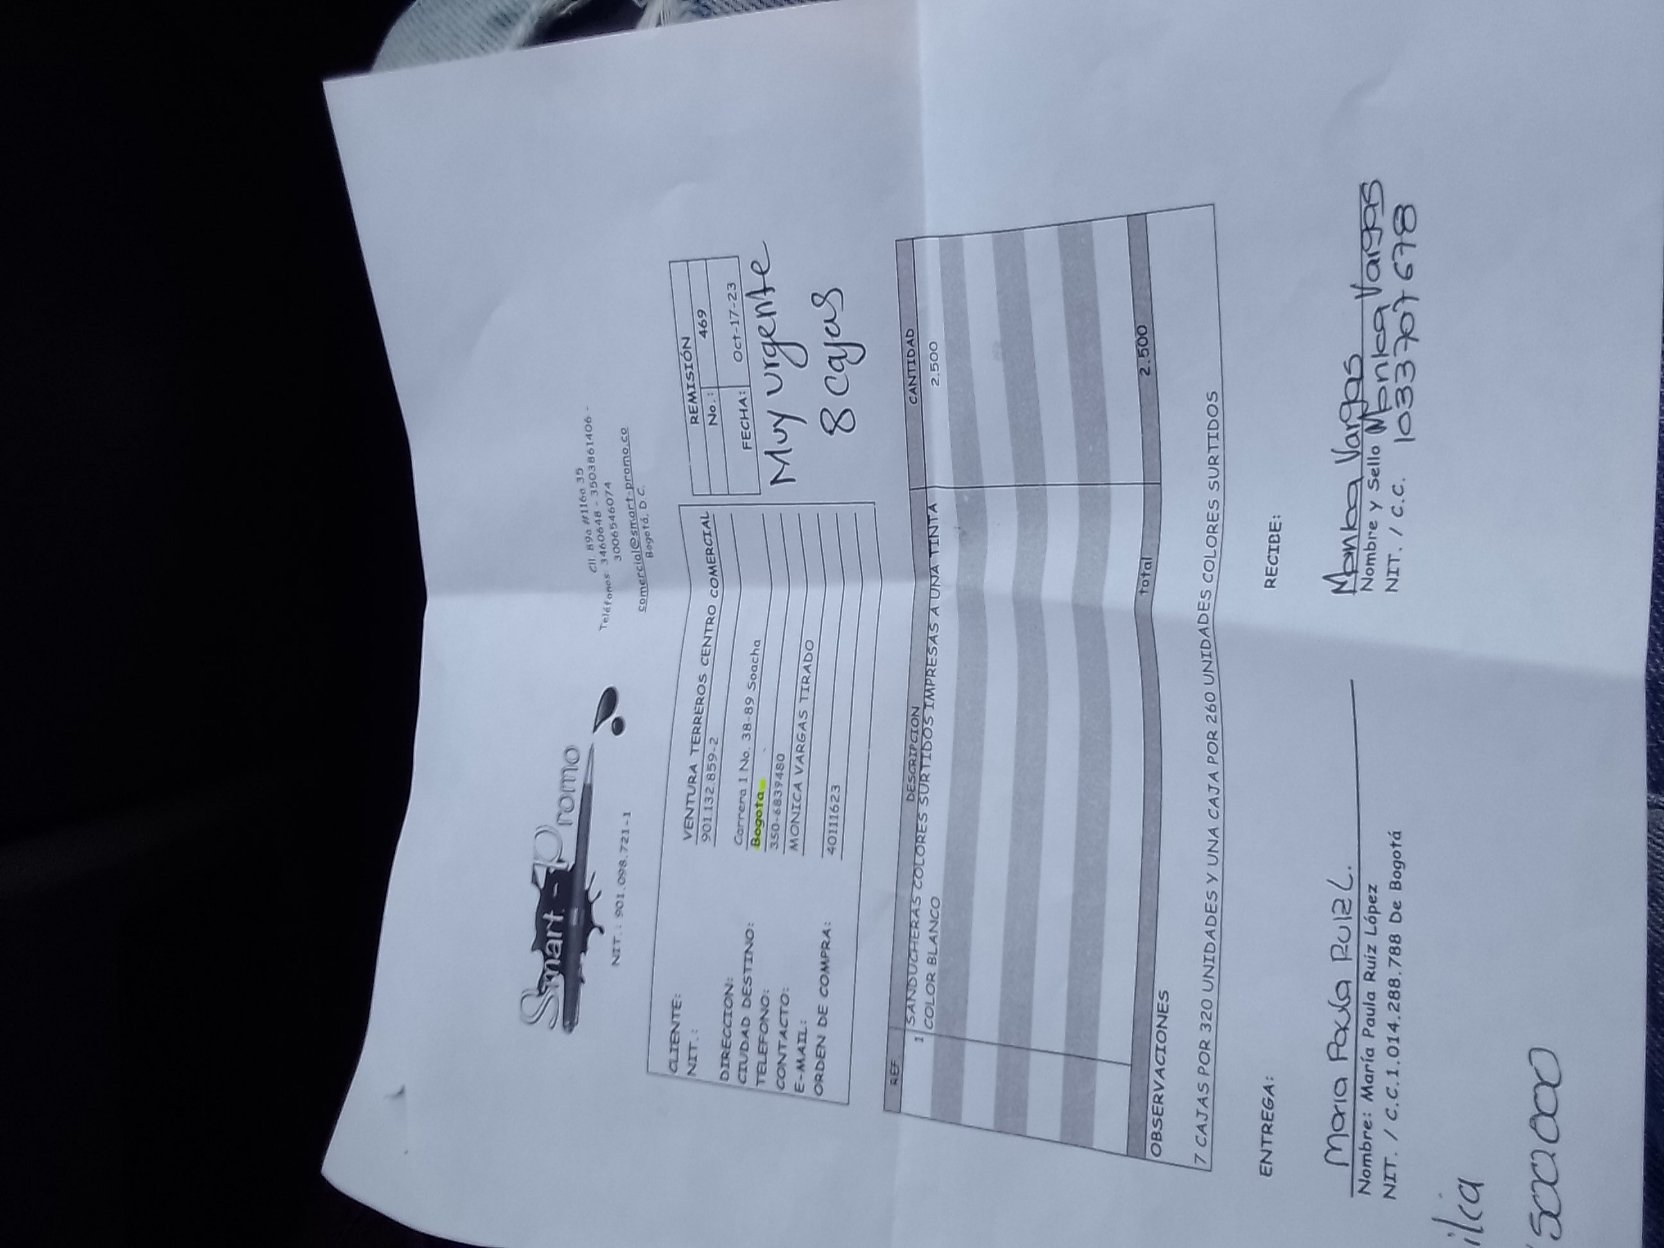 Smart - Promo
NIT.: 901.098.721-1
Cll 89a #116a 35
Teléfonos 3460648 - 3503861406 -
3006546074
comercial@smart-promo.co
Bogotá, D C.
REMISIÓN
No.: 469
FECHA: Oct-17-23
Muy urgente
8 cajas
CLIENTE: VENTURA TERREROS CENTRO COMERCIAL
NIT.: 901.132 859-2
DIRECCION: Carrera 1 No. 38-89 Soacha
CIUDAD DESTINO: Bogota
TELEFONO: 350-6839480
CONTACTO: MONICA VARGAS TIRADO
E-MAIL:
ORDEN DE COMPRA: 40111623
REF DESCRIPCION CANTIDAD
1 SANDUCHERAS COLORES SURTIDOS IMPRESAS A UNA TINTA 2.500
COLOR BLANCO
total 2.500
OBSERVACIONES
7 CAJAS POR 320 UNIDADES Y UNA CAJA POR 260 UNIDADES COLORES SURTIDOS
ENTREGA: RECIBE:
Maria Paula Ruiz L. Monica Vargas
Nombre: María Paula Ruíz López Nombre y Sello Monica Vargas
NIT. / C.C.1.014.288.788 De Bogotá NIT. / C.C. 1033707678